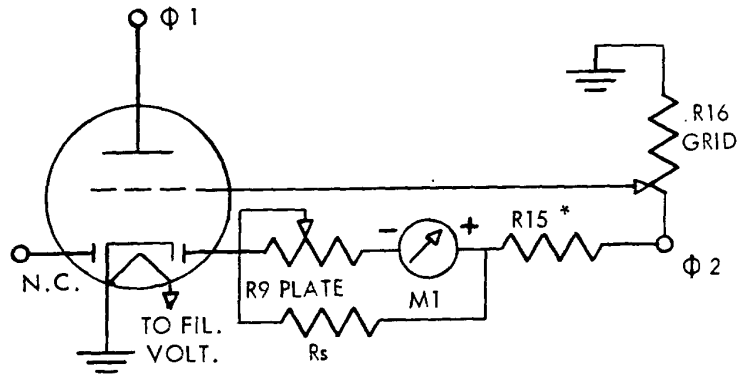 Φ 1
R16
GRID
R15 *
N.C.
- +
Φ 2
R9 PLATE
M1
TO FIL.
VOLT.
Rs